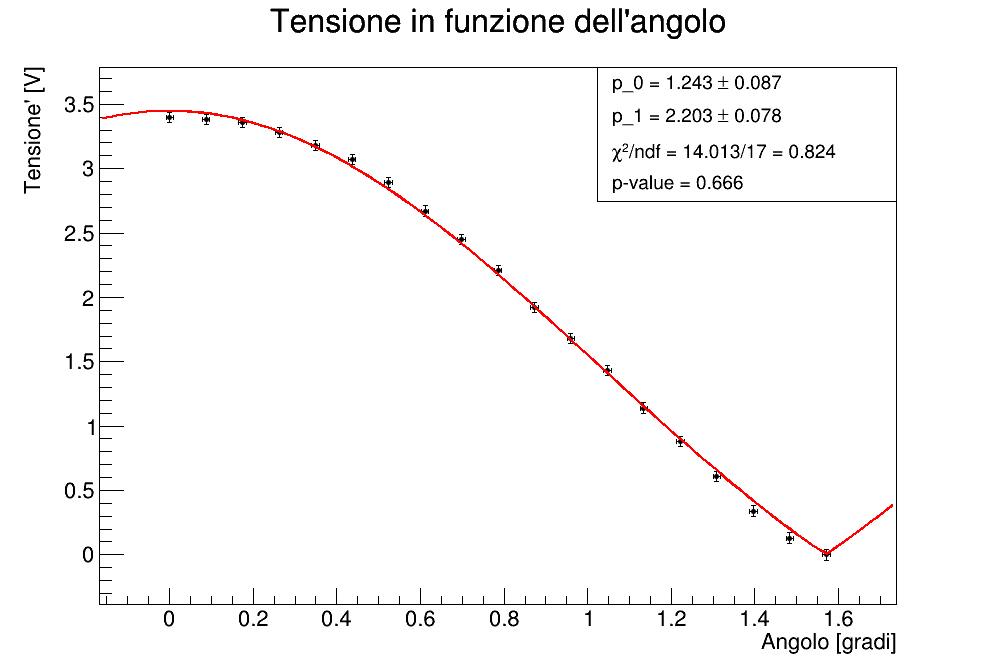 Tensione in funzione dell'angolo
Tensione' [V]
p_0 = 1.243 ± 0.087
p_1 = 2.203 ± 0.078
χ²/ndf = 14.013/17 = 0.824
p-value = 0.666
3.5
3
2.5
2
1.5
1
0.5
0
0 0.2 0.4 0.6 0.8 1 1.2 1.4 1.6
Angolo [gradi]